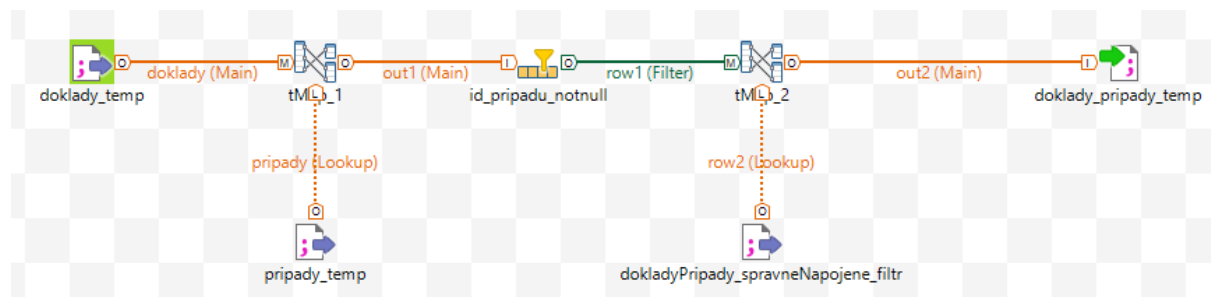 doklady (Main)
out1 (Main)
row1 (Filter)
out2 (Main)
doklady_temp
tMap_1
id_pripadu_notnull
tMap_2
doklady_pripady_temp
pripady (Lookup)
row2 (Lookup)
pripady_temp
dokladyPripady_spravneNapojene_filtr